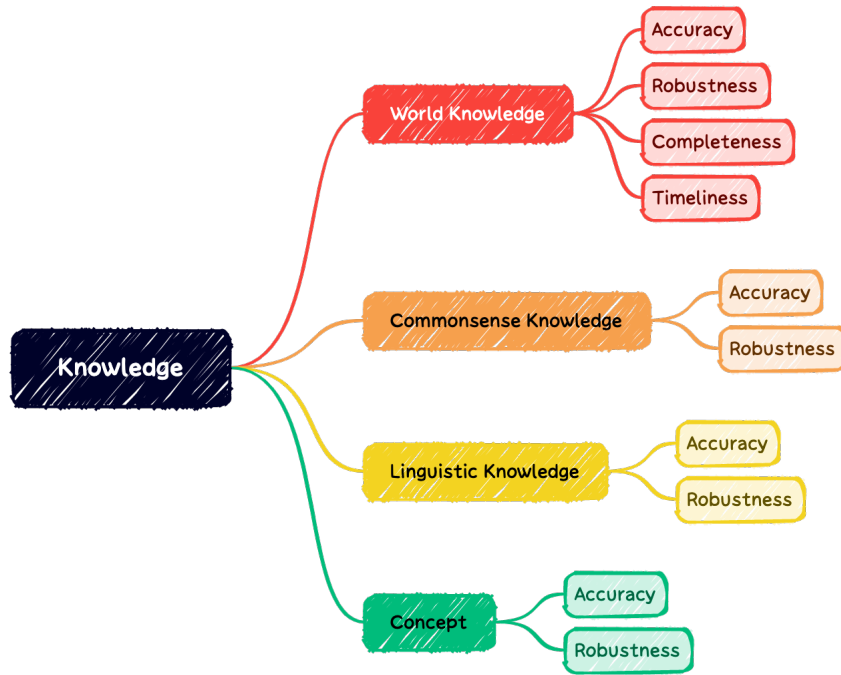 Knowledge
World Knowledge
Accuracy
Robustness
Completeness
Timeliness
Commonsense Knowledge
Accuracy
Robustness
Linguistic Knowledge
Accuracy
Robustness
Concept
Accuracy
Robustness